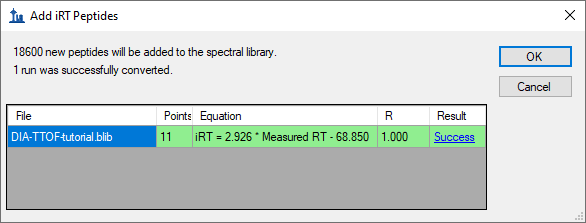 Add iRT Peptides
18600 new peptides will be added to the spectral library.
1 run was successfully converted.
OK
Cancel
File Points Equation R Result
DIA-TTOF-tutorial.blib 11 iRT = 2.926 * Measured RT - 68.850 1.000 Success